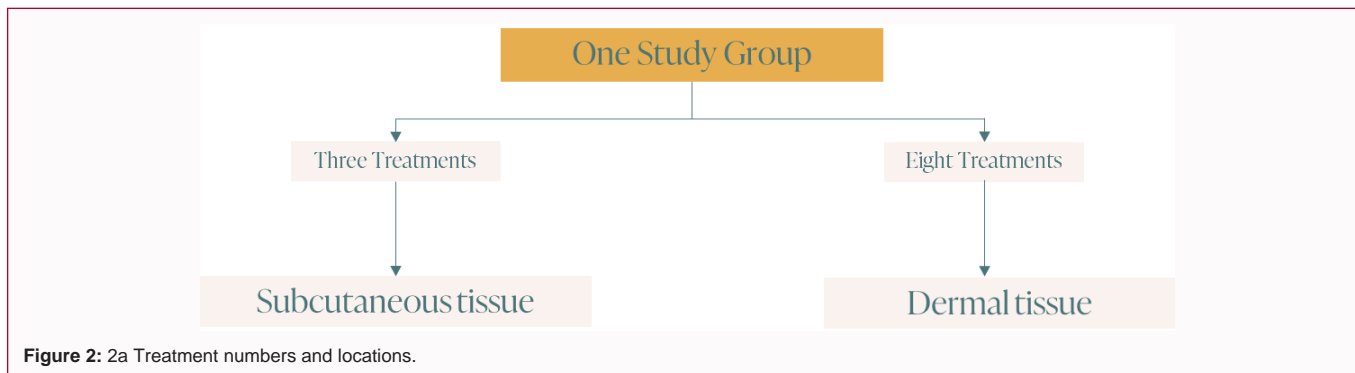 One Study Group
Three Treatments
Eight Treatments
Subcutaneous tissue
Dermal tissue
Figure 2: 2a Treatment numbers and locations.